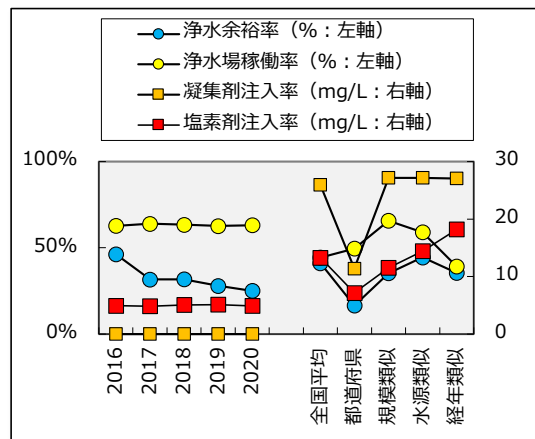 浄水余裕率（%：左軸）
浄水場稼働率（%：左軸）
凝集剤注入率（mg/L：右軸）
塩素剤注入率（mg/L：右軸）
100%
50%
0%
30
20
10
0
2016
2017
2018
2019
2020
全国平均
都道府県
規模類似
水源類似
経年類似